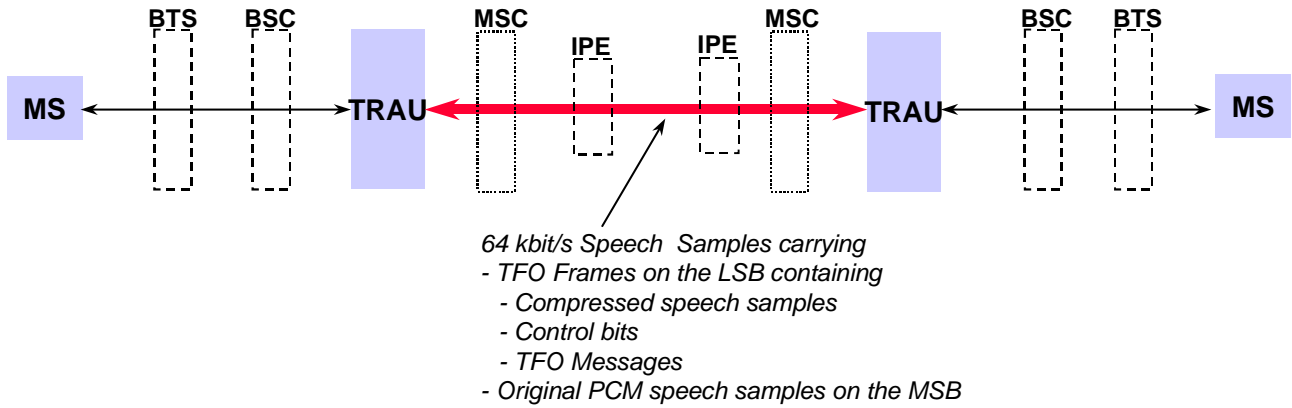 BTS BSC MSC MSC BSC BTS
IPE IPE
MS TRAU TRAU MS
64 kbit/s Speech Samples carrying
- TFO Frames on the LSB containing
- Compressed speech samples
- Control bits
- TFO Messages
- Original PCM speech samples on the MSB